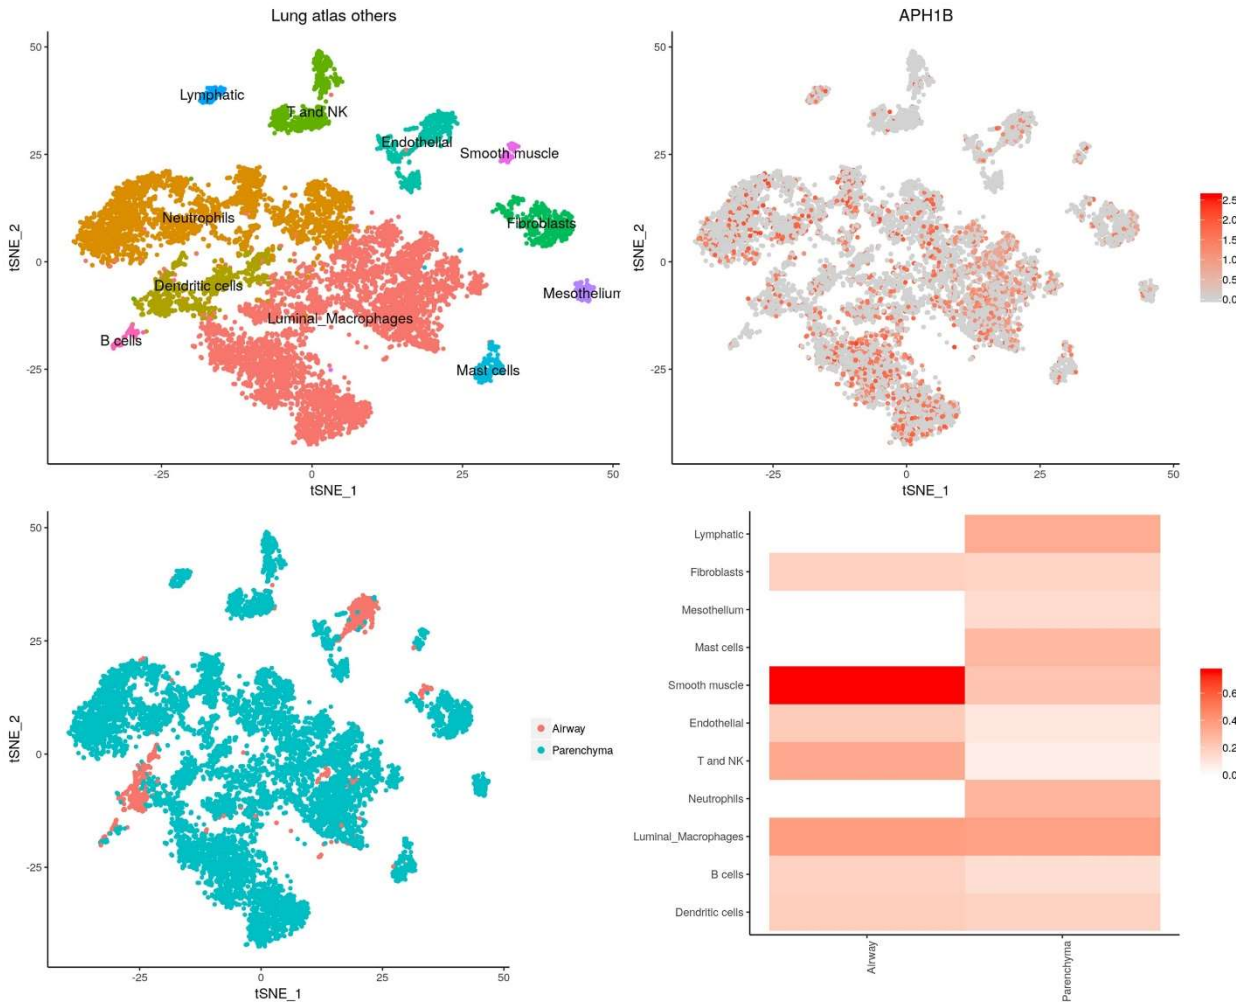 Lung atlas others
APH1B
tSNE_2
50
25
0
-25
Lymphatic
T and NK
Endothelial
Smooth muscle
Neutrophils
Fibroblasts
Dendritic cells
Mesothelium
Luminal_Macrophages
B cells
Mast cells
-25
0
25
50
tSNE_1
tSNE_2
50
25
0
-25
-25
0
25
50
tSNE_1
2.5
2.0
1.5
1.0
0.5
0.0
tSNE_2
50
25
0
-25
-25
0
25
50
tSNE_1
Airway
Parenchyma
Lymphatic
Fibroblasts
Mesothelium
Mast cells
Smooth muscle
Endothelial
T and NK
Neutrophils
Luminal_Macrophages
B cells
Dendritic cells
Airway
Parenchyma
0.6
0.4
0.2
0.0